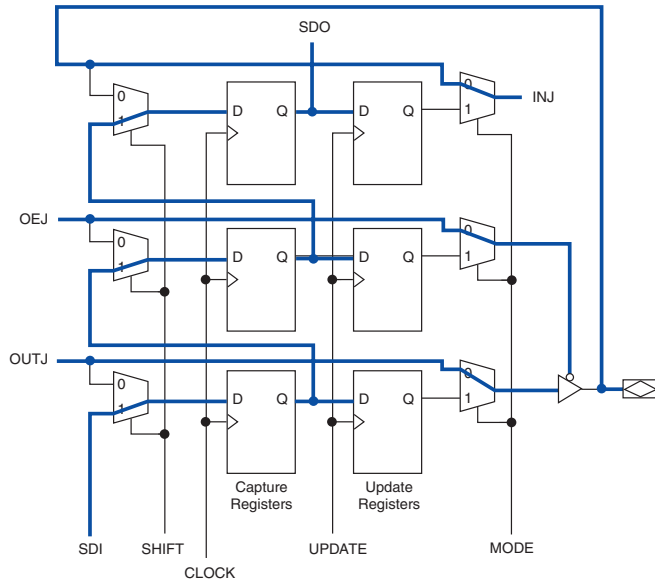 SDO
0
1
D Q
D Q
0
1
INJ
OEJ
0
1
D Q
D Q
0
1
OUTJ
0
1
D Q
D Q
0
1
Capture
Registers
Update
Registers
SDI
SHIFT
CLOCK
UPDATE
MODE